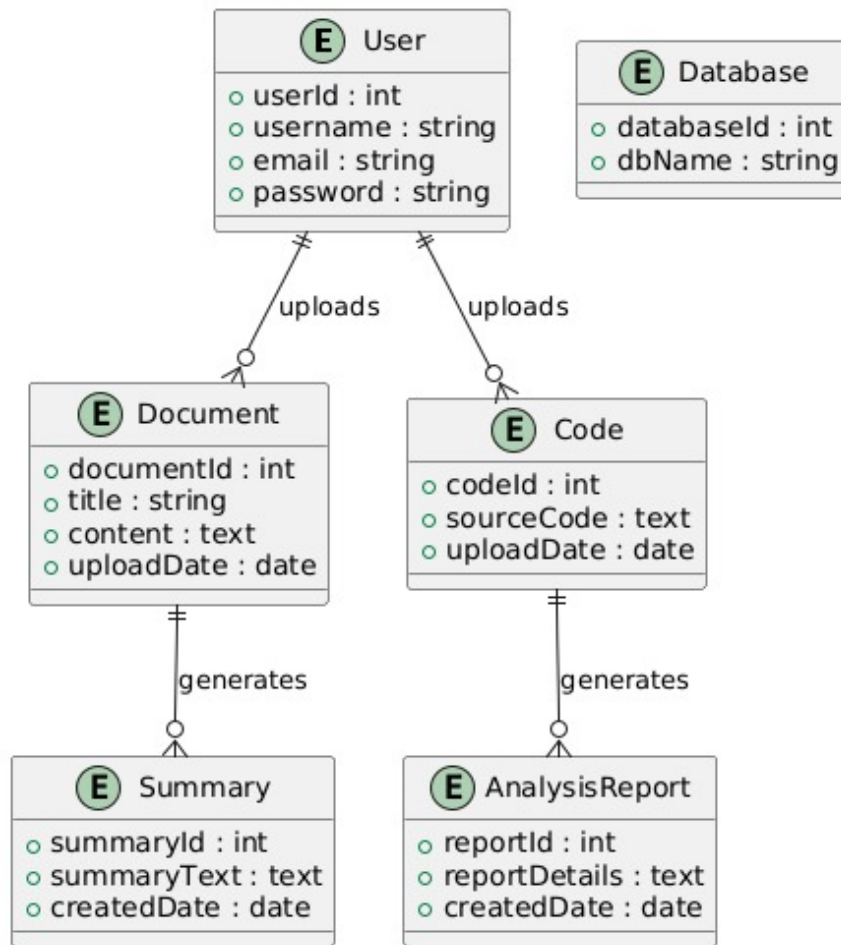 E User
userId : int
username : string
email : string
password : string
E Database
databaseId : int
dbName : string
uploads
uploads
E Document
documentId : int
title : string
content : text
uploadDate : date
E Code
codeId : int
sourceCode : text
uploadDate : date
generates
generates
E Summary
summaryId : int
summaryText : text
createdDate : date
E AnalysisReport
reportId : int
reportDetails : text
createdDate : date